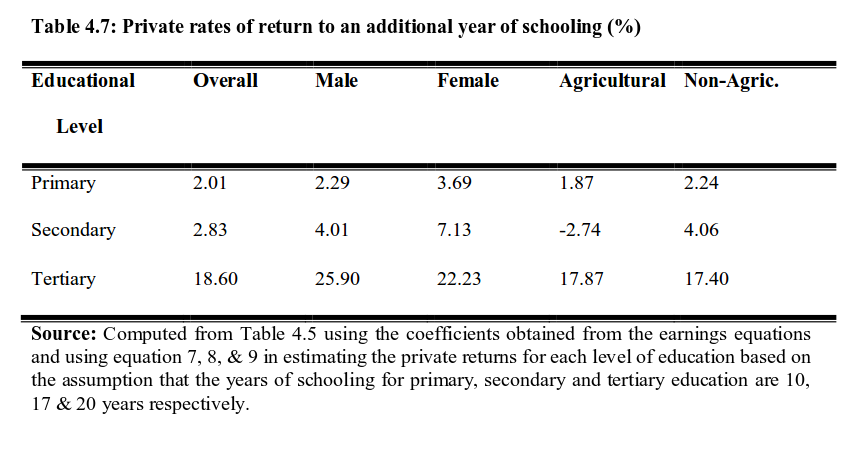 Table 4.7: Private rates of return to an additional year of schooling (%)
Educational Overall Male Female Agricultural Non-Agric.
Level
Primary 2.01 2.29 3.69 1.87 2.24
Secondary 2.83 4.01 7.13 -2.74 4.06
Tertiary 18.60 25.90 22.23 17.87 17.40
Source: Computed from Table 4.5 using the coefficients obtained from the earnings equations
and using equation 7, 8, & 9 in estimating the private returns for each level of education based on
the assumption that the years of schooling for primary, secondary and tertiary education are 10,
17 & 20 years respectively.